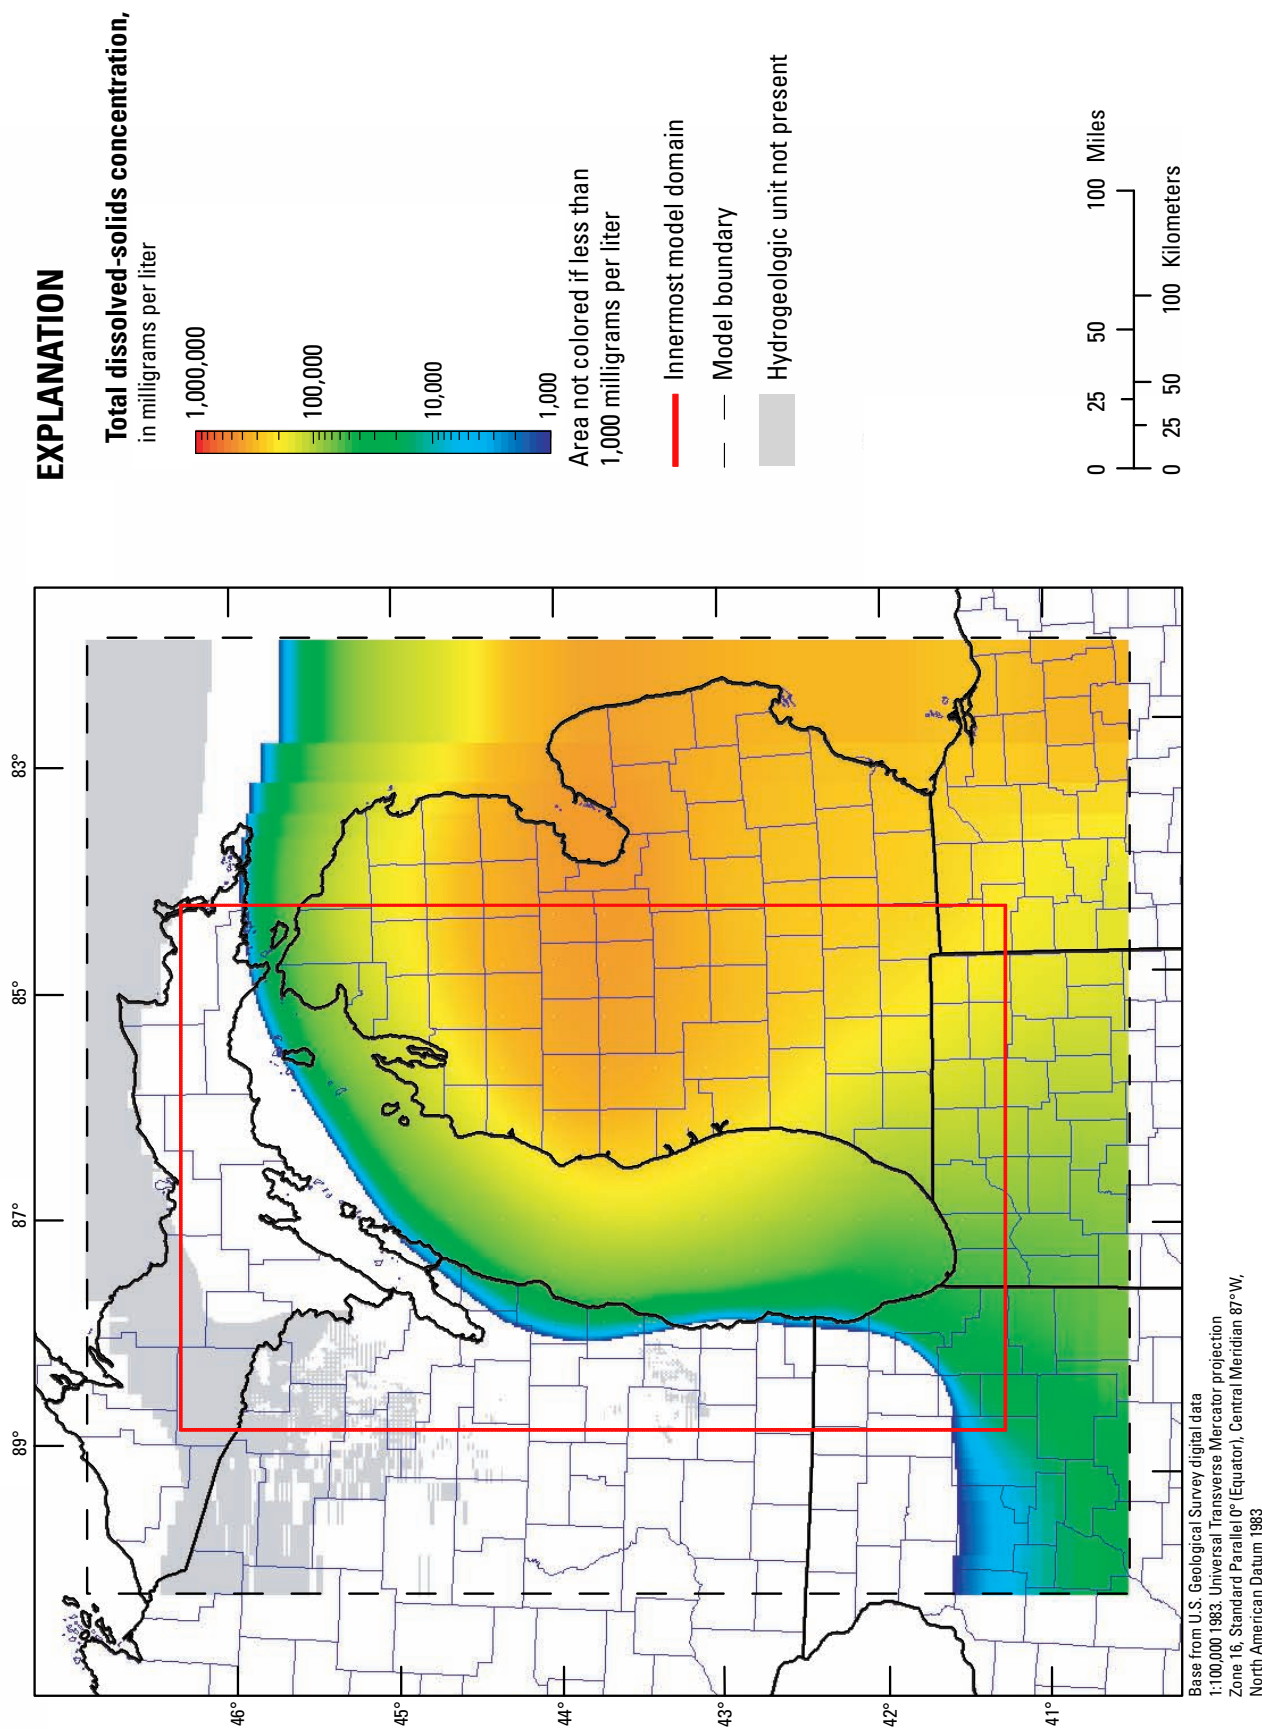 EXPLANATION
Total dissolved-solids concentration,
in milligrams per liter
1,000,000
100,000
10,000
1,000
Area not colored if less than
1,000 milligrams per liter
Innermost model domain
Model boundary
Hydrogeologic unit not present
0 25 50 100 Miles
0 25 50 100 Kilometers
89° 87° 85° 83°
46°
45°
44°
43°
42°
41°
Base from U.S. Geological Survey digital data
1:100,000 1983. Universal Transverse Mercator projection
Zone 16, Standard Parallel 0° (Equator), Central Meridian 87° W,
North American Datum 1983